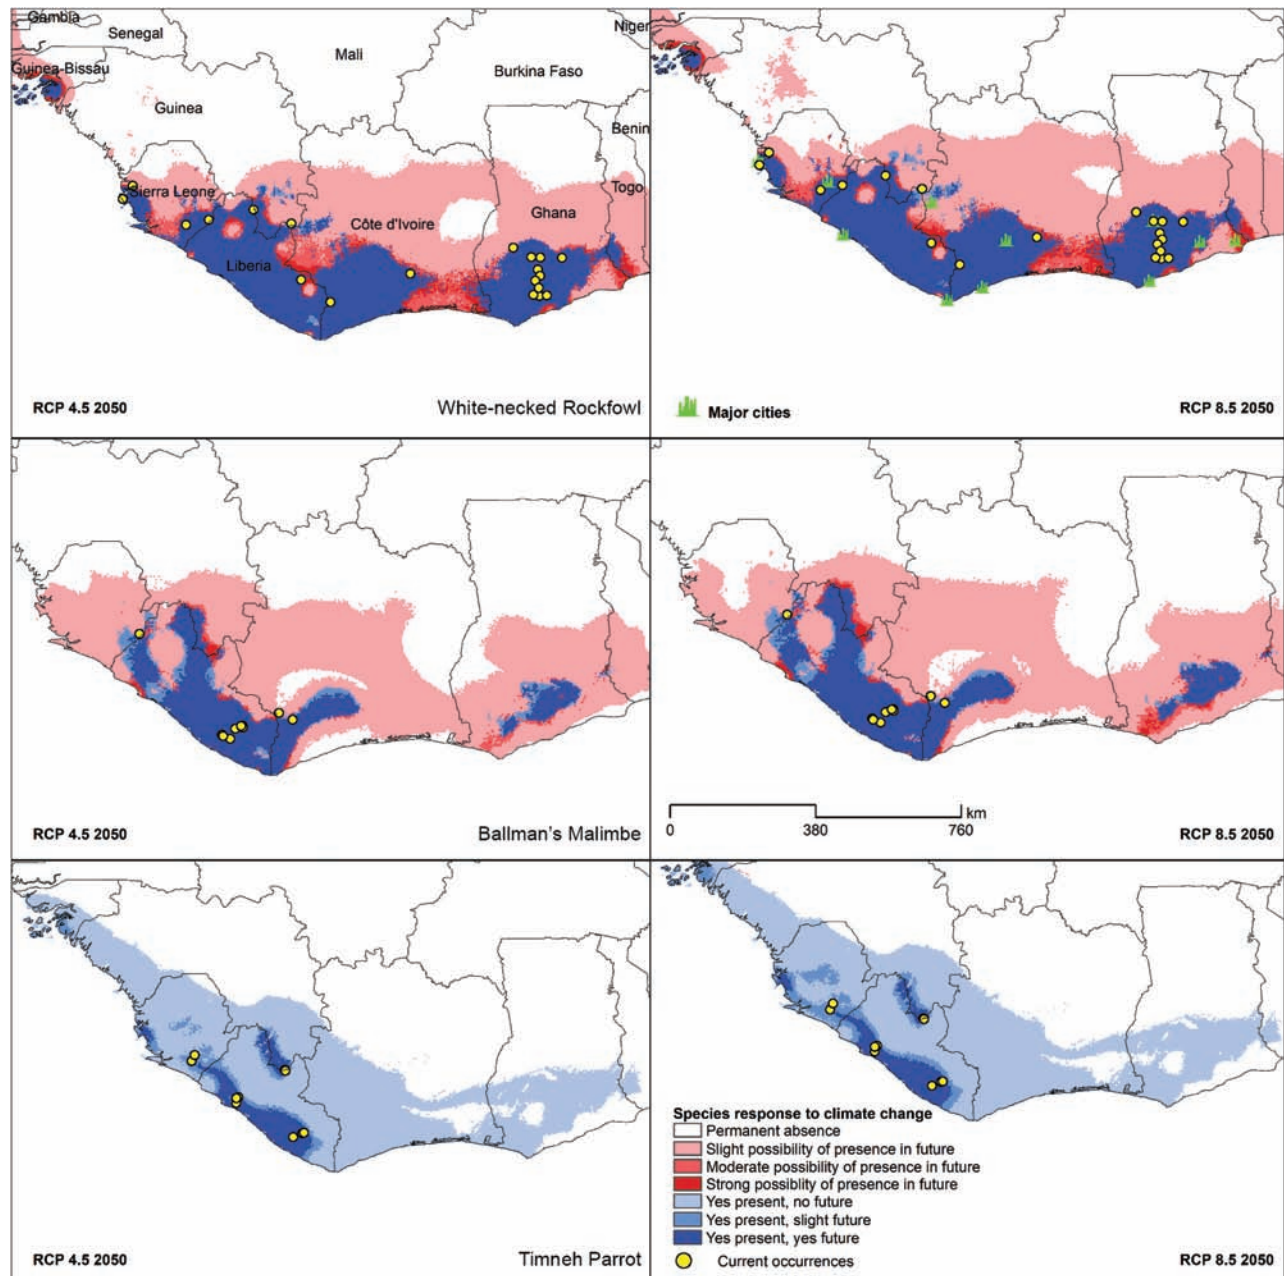 Gambia
Senegal
Mali
Niger
Guinea-Bissau
Burkina Faso
Guinea
Benin
Sierra Leone
Togo
Côte d'Ivoire
Ghana
Liberia
RCP 4.5 2050
White-necked Rockfowl
Major cities
RCP 8.5 2050
RCP 4.5 2050
Ballman's Malimbe
km
0 380 760
RCP 8.5 2050
Species response to climate change
Permanent absence
Slight possibility of presence in future
Moderate possibility of presence in future
Strong possiblity of presence in future
Yes present, no future
Yes present, slight future
Yes present, yes future
Current occurrences
RCP 4.5 2050
Timneh Parrot
RCP 8.5 2050